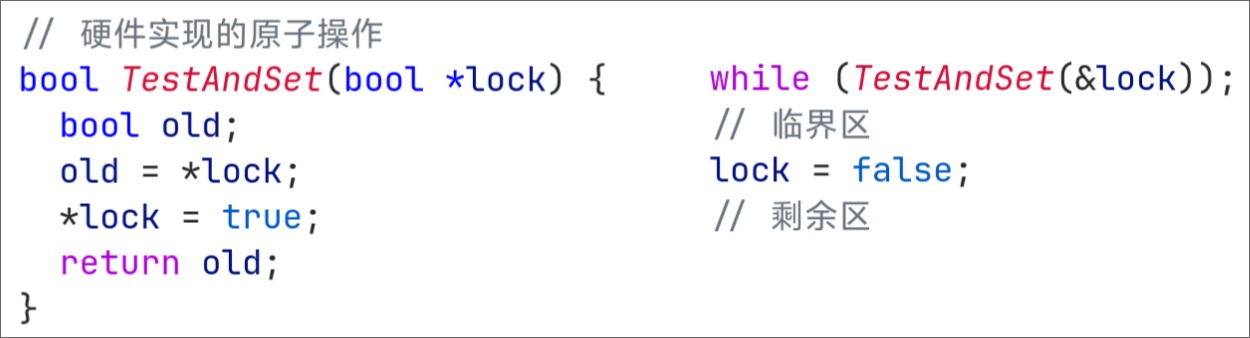 // 硬件实现的原子操作
bool TestAndSet(bool *lock) {
  bool old;
  old = *lock;
  *lock = true;
  return old;
}
while (TestAndSet(&lock));
// 临界区
lock = false;
// 剩余区